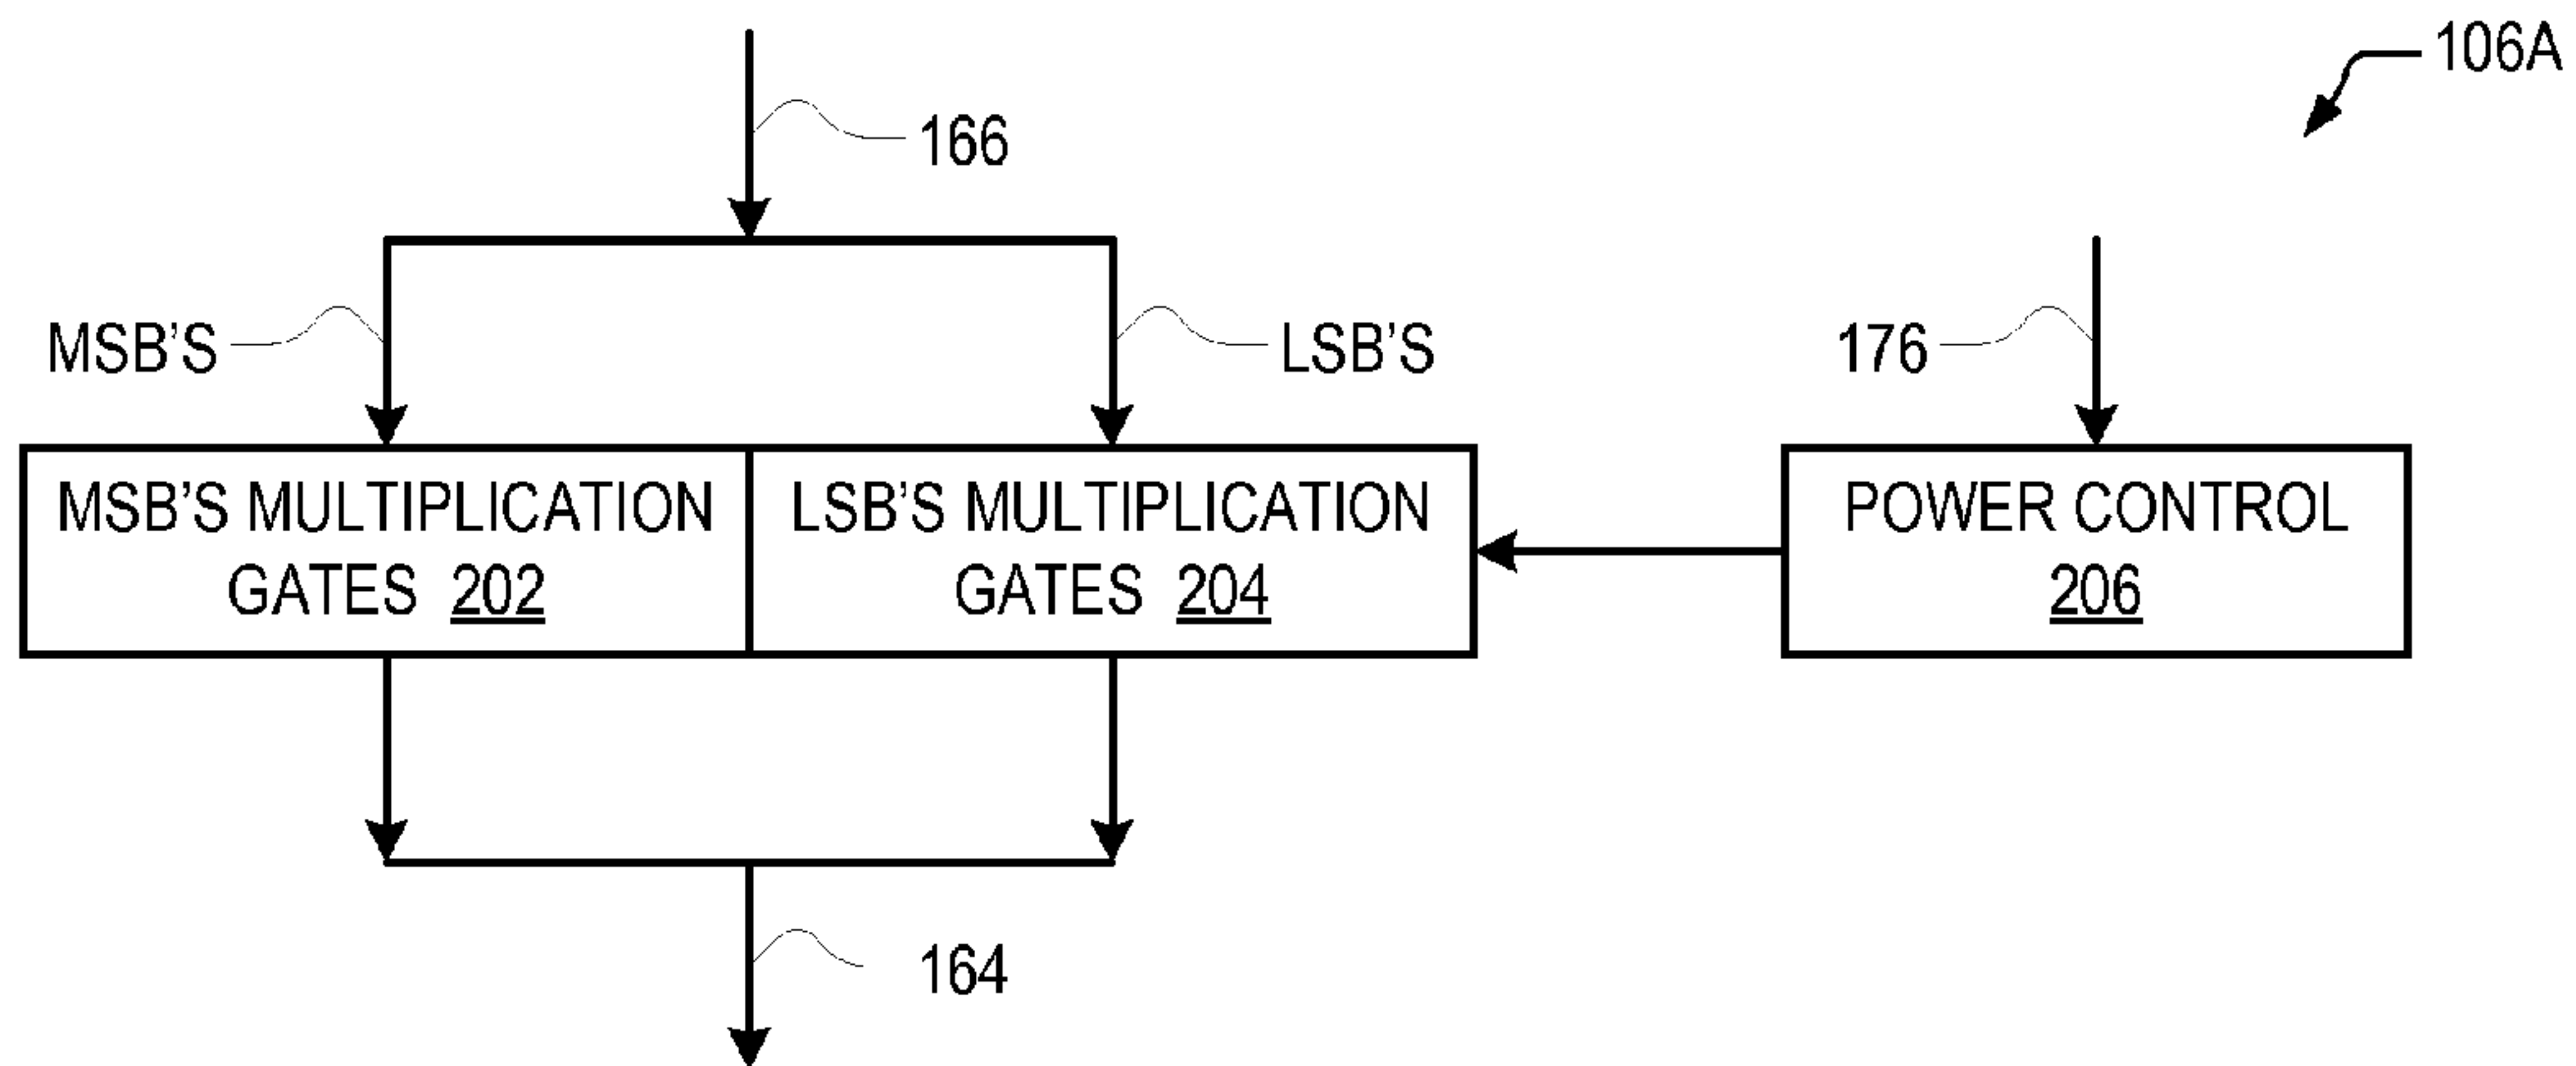 106A
166
MSB'S
LSB'S
176
MSB'S MULTIPLICATION
GATES 202
LSB'S MULTIPLICATION
GATES 204
POWER CONTROL
206
164